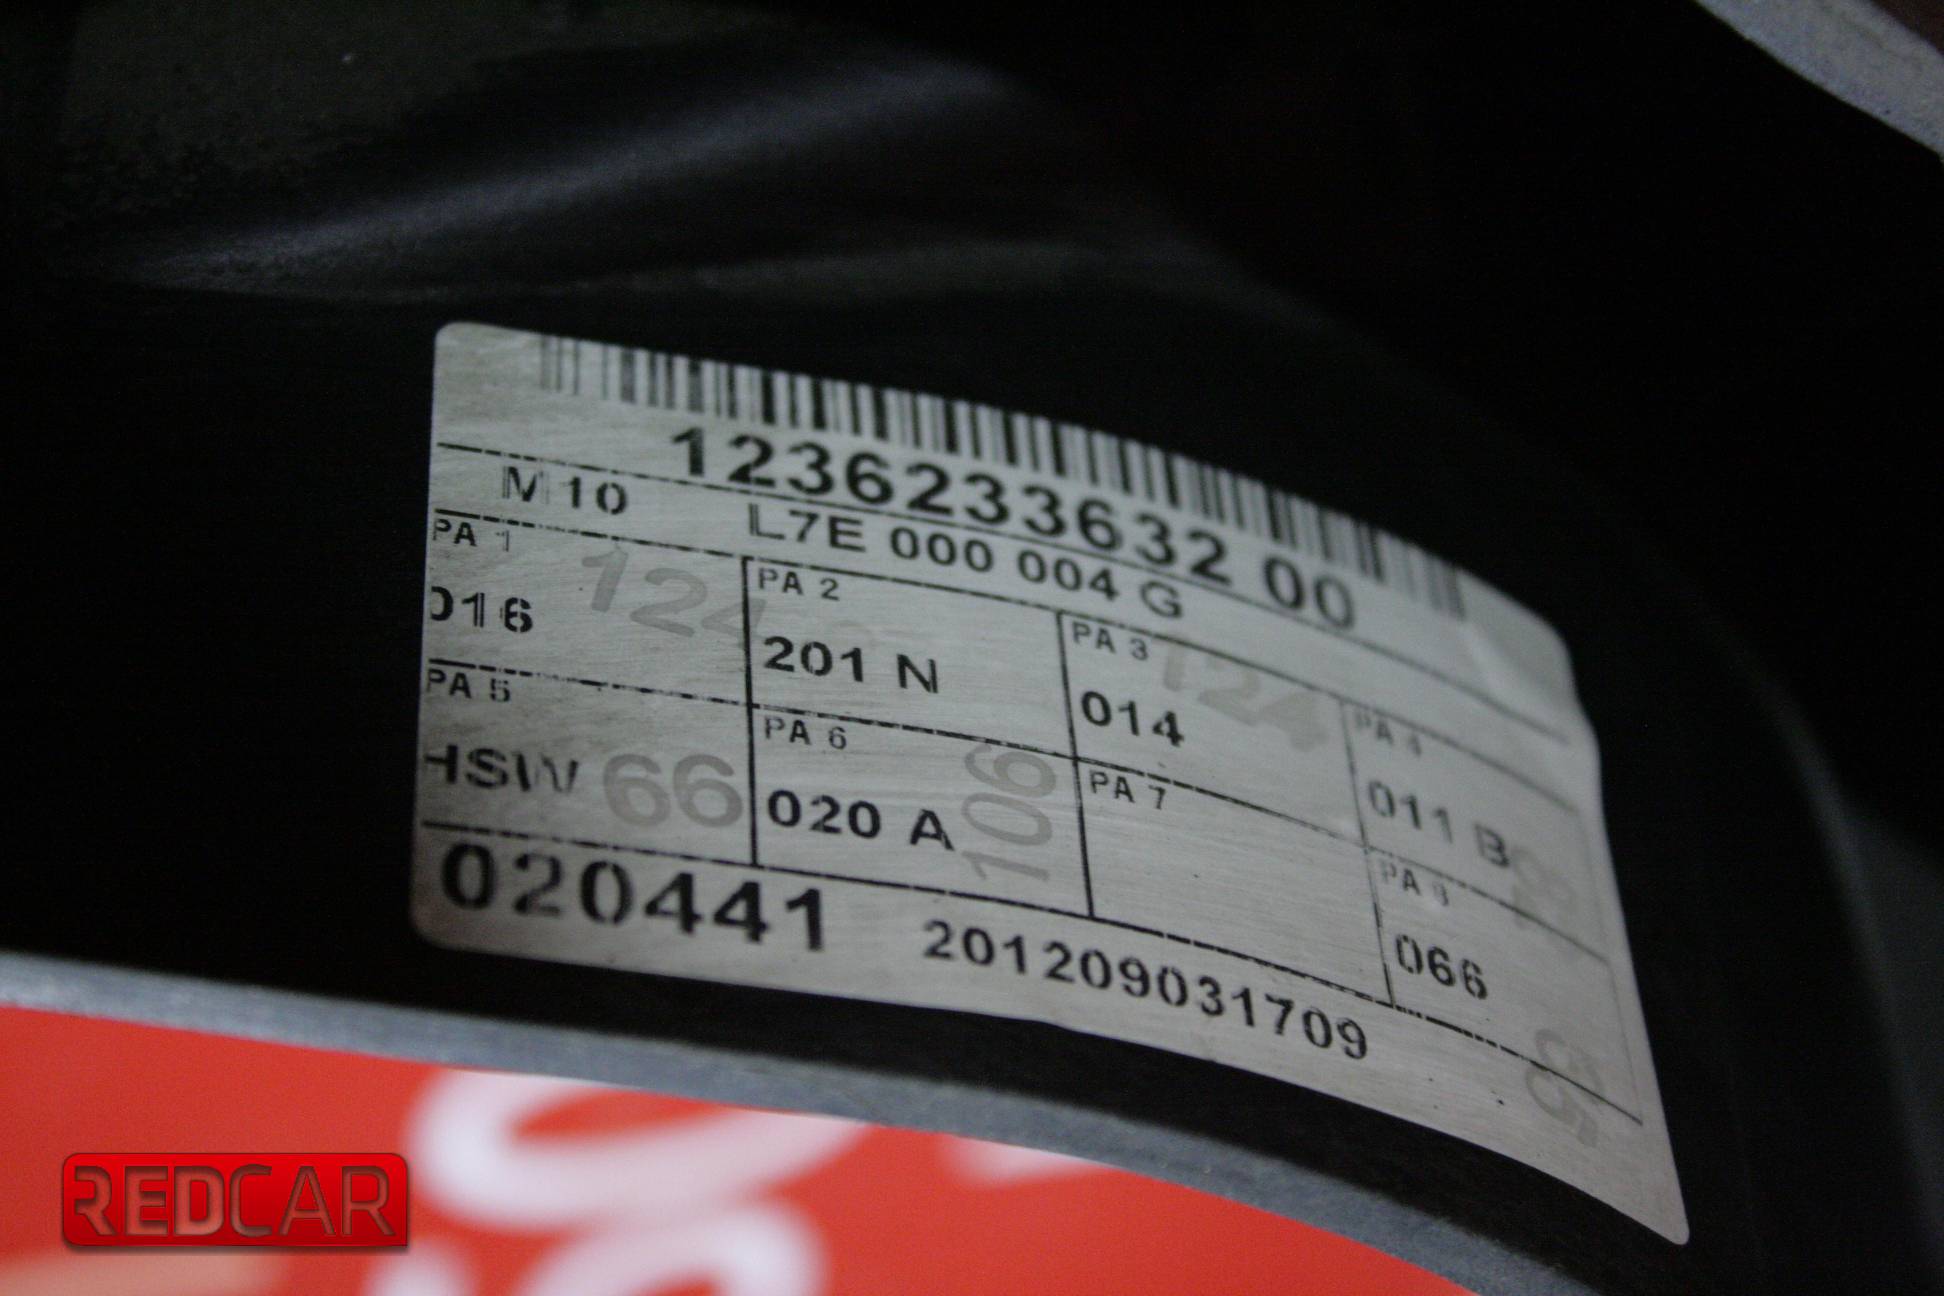 1236233632 00
M 10 L7E 000 004 G
PA 1 124 PA 2 PA 3 124 PA 4
016 201 N 014 011 B
PA 5 PA 6 PA 7 PA 8
HSW 66 020 A 106 066
020441 201209031709
REDCAR